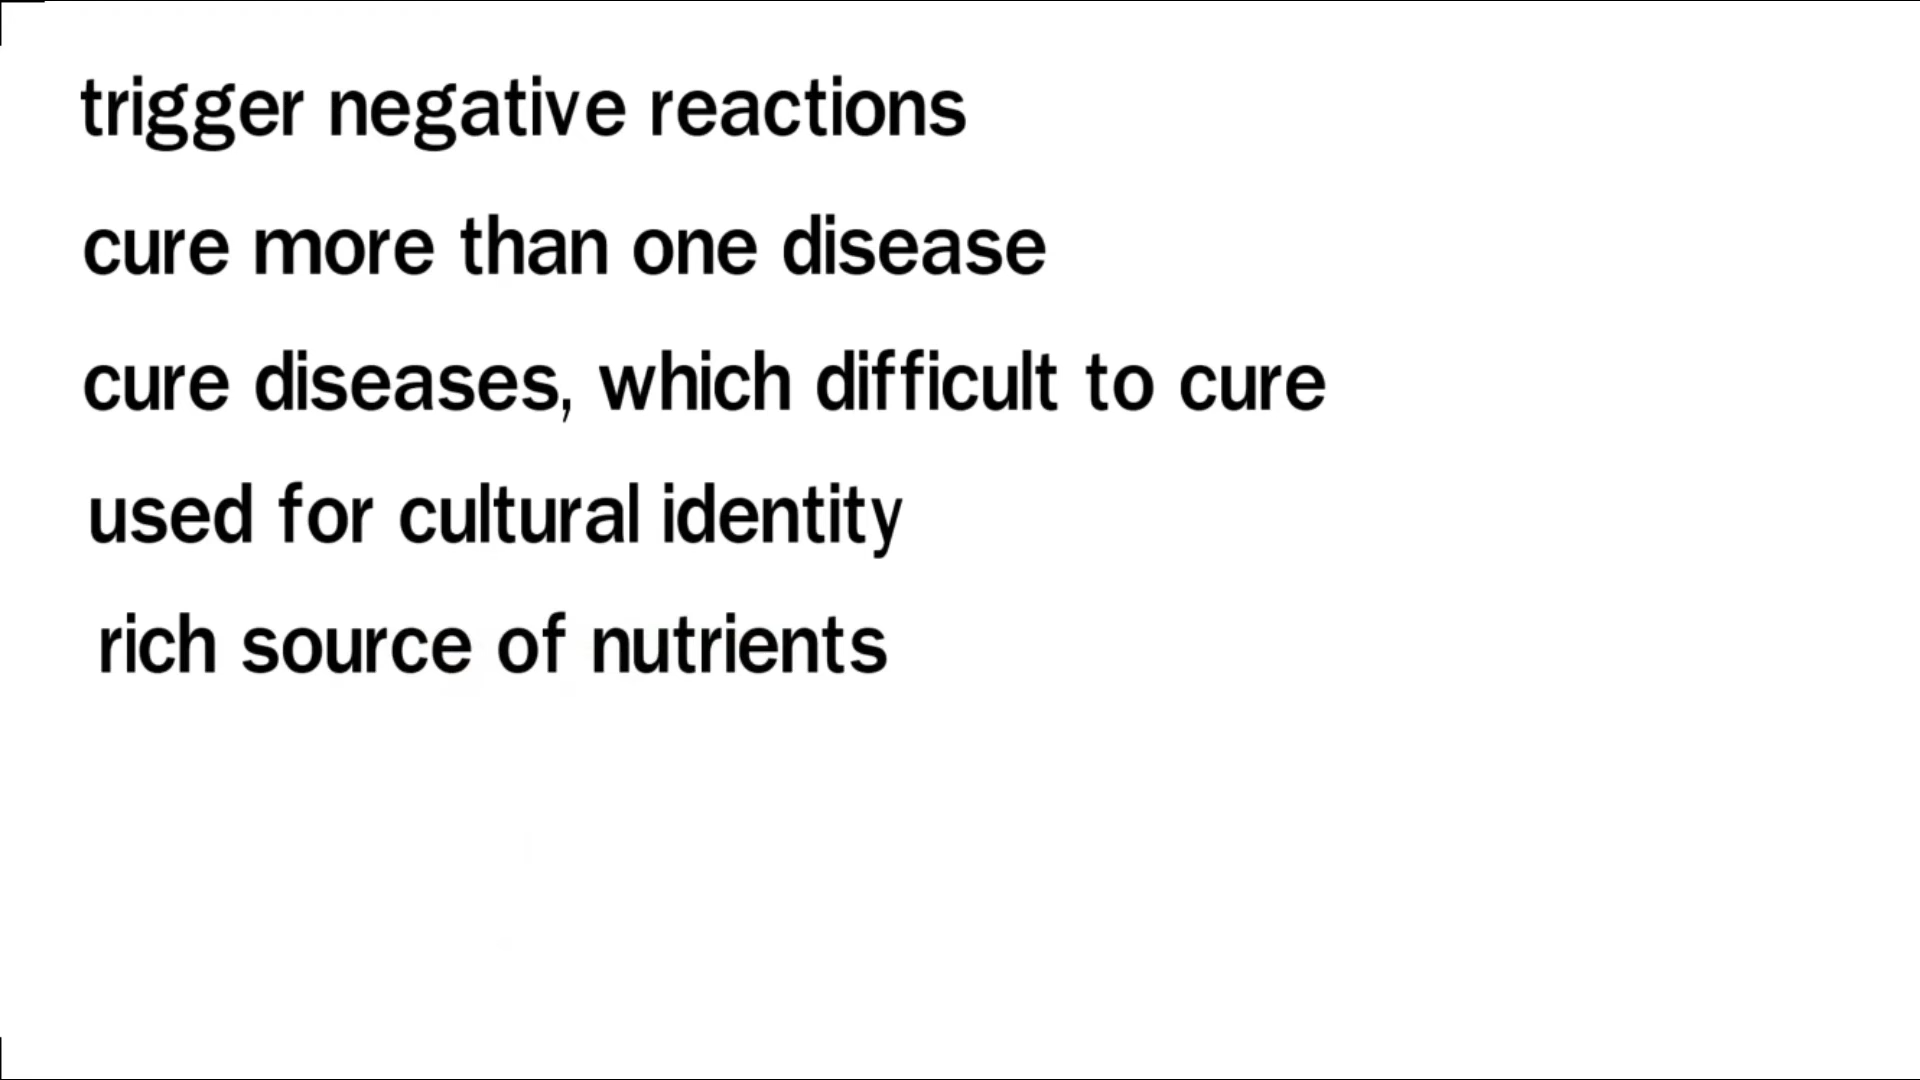 trigger negative reactions
cure more than one disease
cure diseases, which difficult to cure
used for cultural identity
rich source of nutrients